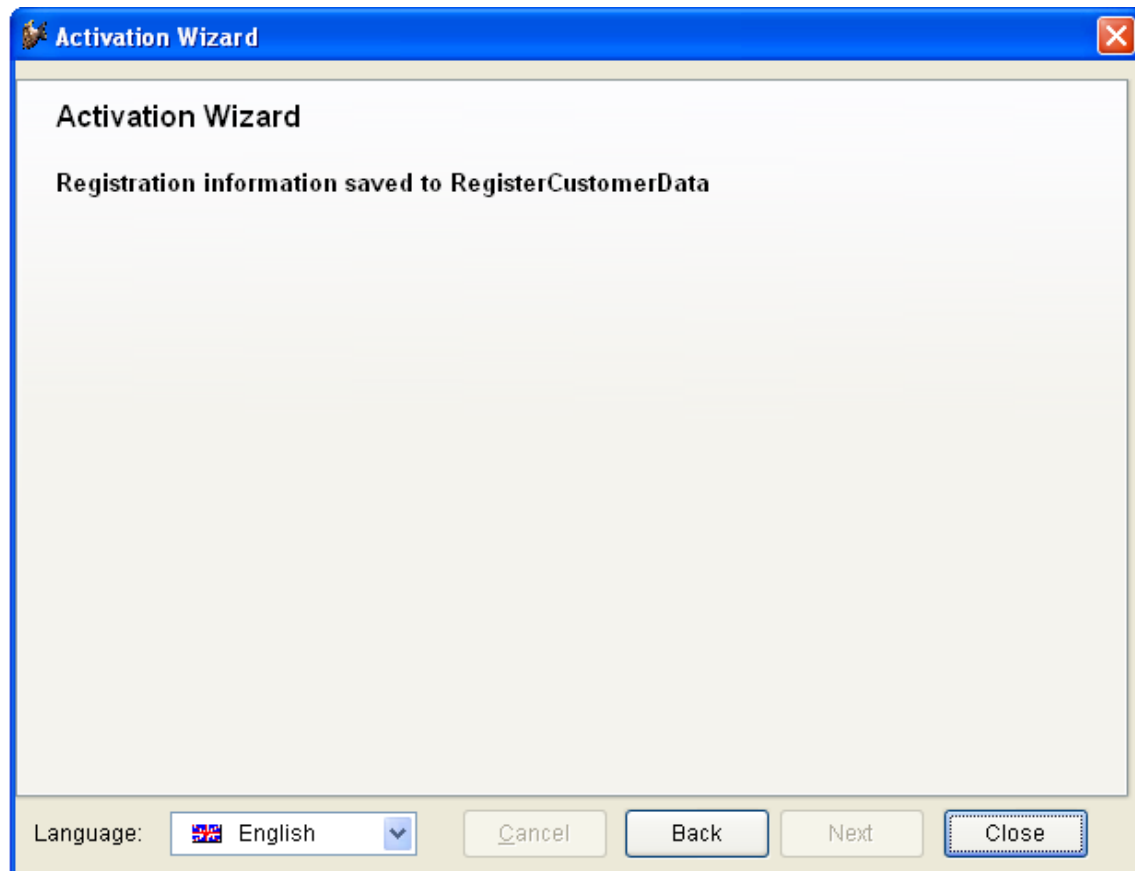 Activation Wizard
Activation Wizard
Registration information saved to RegisterCustomerData
Language: English Cancel Back Next Close